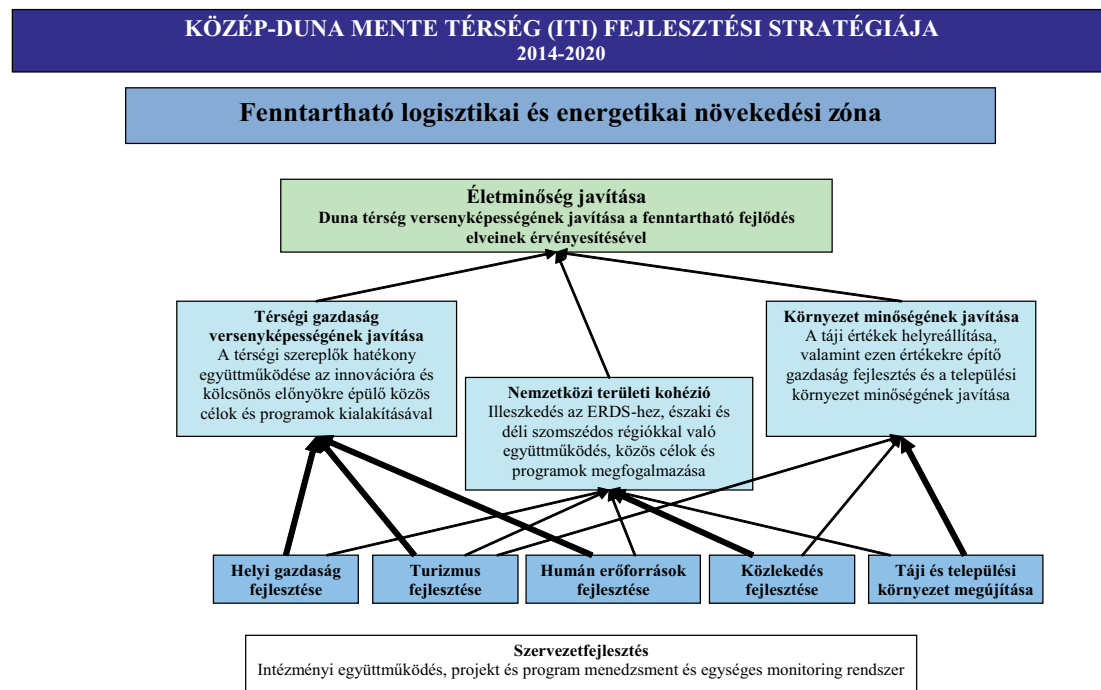 KÖZÉP-DUNA MENTE TÉRSÉG (ITI) FEJLESZTÉSI STRATÉGIÁJA
2014-2020
Fenntartható logisztikai és energetikai növekedési zóna
Életminőség javítása
Duna térség versenyképességének javítása a fenntartható fejlődés
elveinek érvényesítésével
Térségi gazdaság
versenyképességének javítása
A térségi szereplők hatékony
együttműködése az innovációra és
kölcsönös előnyökre épülő közös
célok és programok kialakításával
Nemzetközi területi kohézió
Illeszkedés az ERDS-hez, északi és
déli szomszédos régiókkal való
együttműködés, közös célok és
programok megfogalmazása
Környezet minőségének javítása
A táji értékek helyreállítása,
valamint ezen értékekre építő
gazdaság fejlesztés és a települési
környezet minőségének javítása
Helyi gazdaság
fejlesztése
Turizmus
fejlesztése
Humán erőforrások
fejlesztése
Közlekedés
fejlesztése
Táji és települési
környezet megújítása
Szervezetfejlesztés
Intézményi együttműködés, projekt és program menedzsment és egységes monitoring rendszer